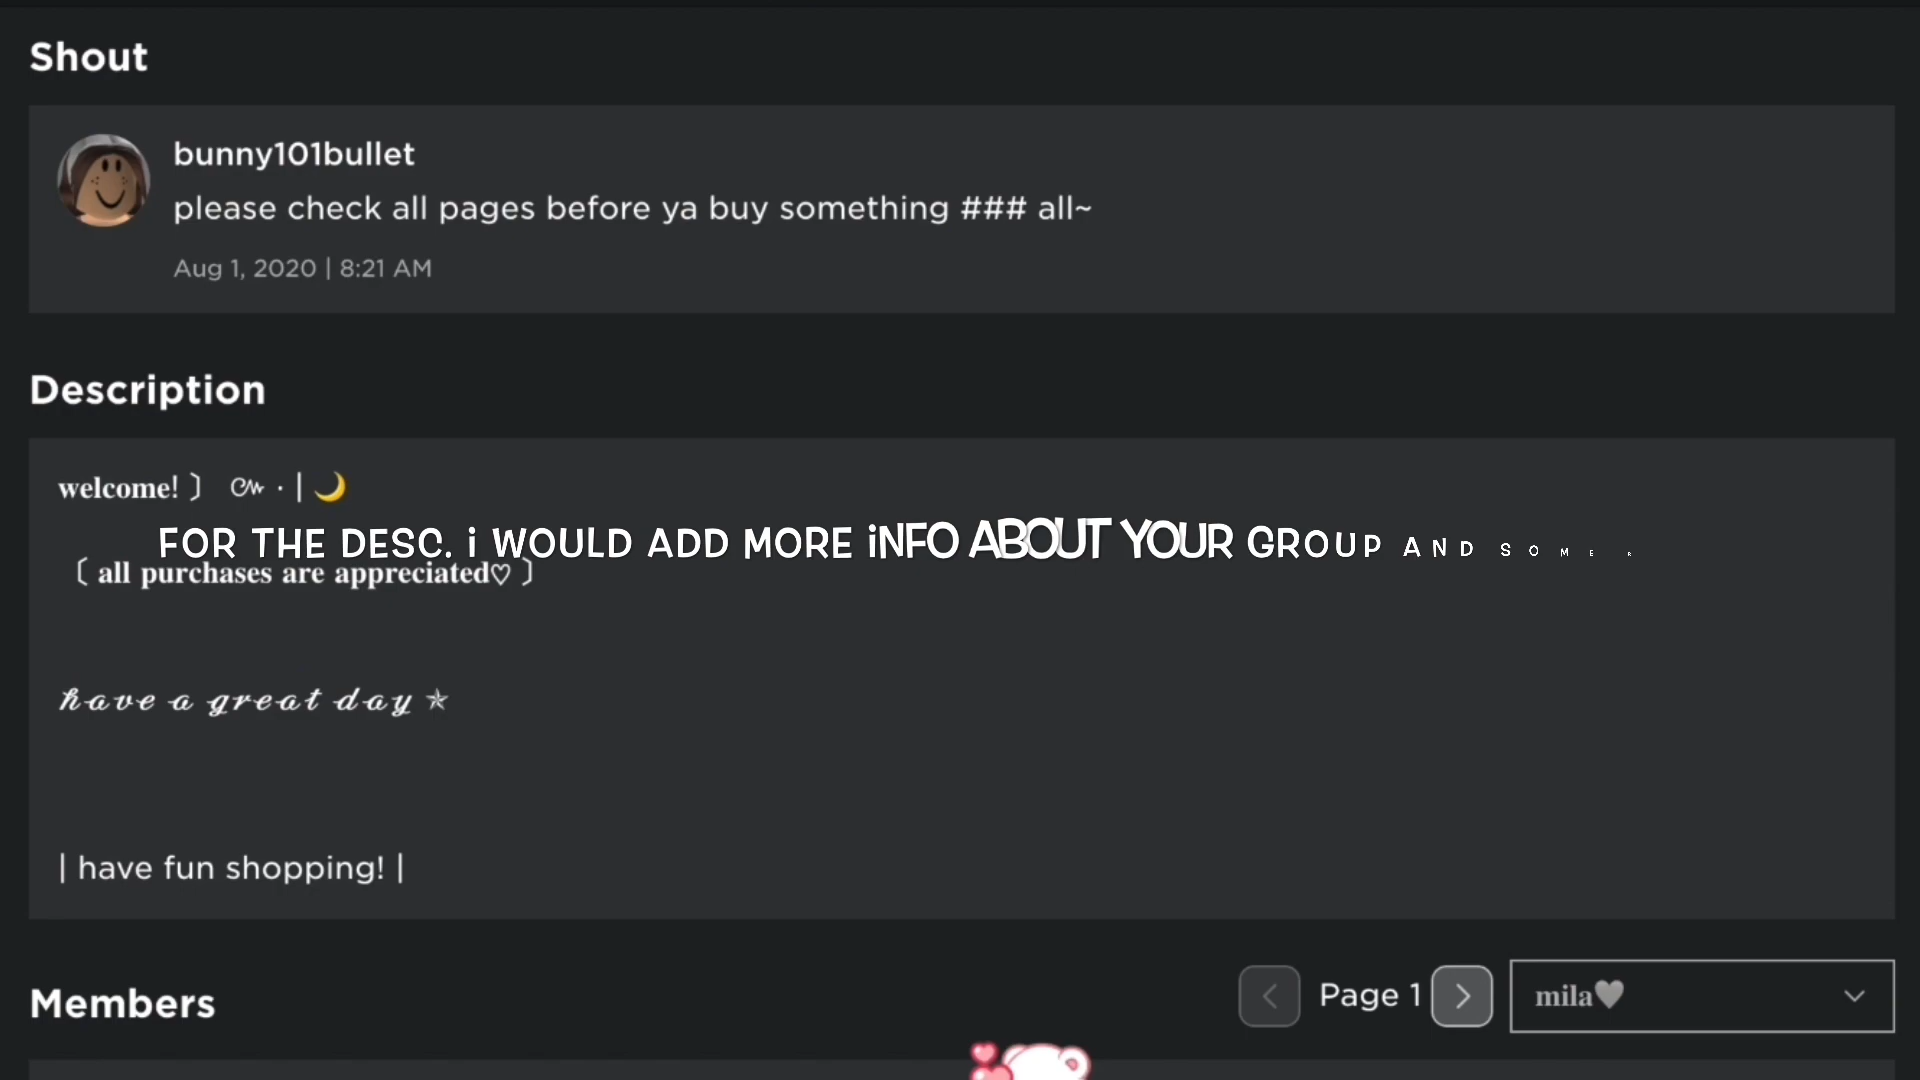 Shout
bunny101bullet
please check all pages before ya buy something ### all~
Aug 1, 2020 | 8:21 AM
Description
welcome! 〕  · | 🌙
FOR THE DESC. i WOULD ADD MORE iNFO ABOUT YOUR GROUP AND SOME
〔 all purchases are appreciated♡ 〕
have a great day ✯
| have fun shopping! |
Members
Page 1
mila🖤